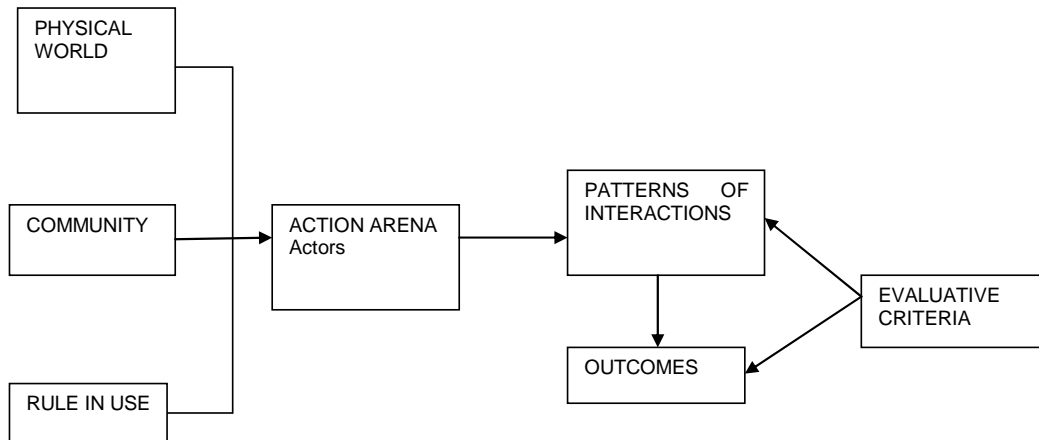 PHYSICAL
WORLD
COMMUNITY
RULE IN USE
ACTION ARENA
Actors
PATTERNS OF
INTERACTIONS
OUTCOMES
EVALUATIVE
CRITERIA